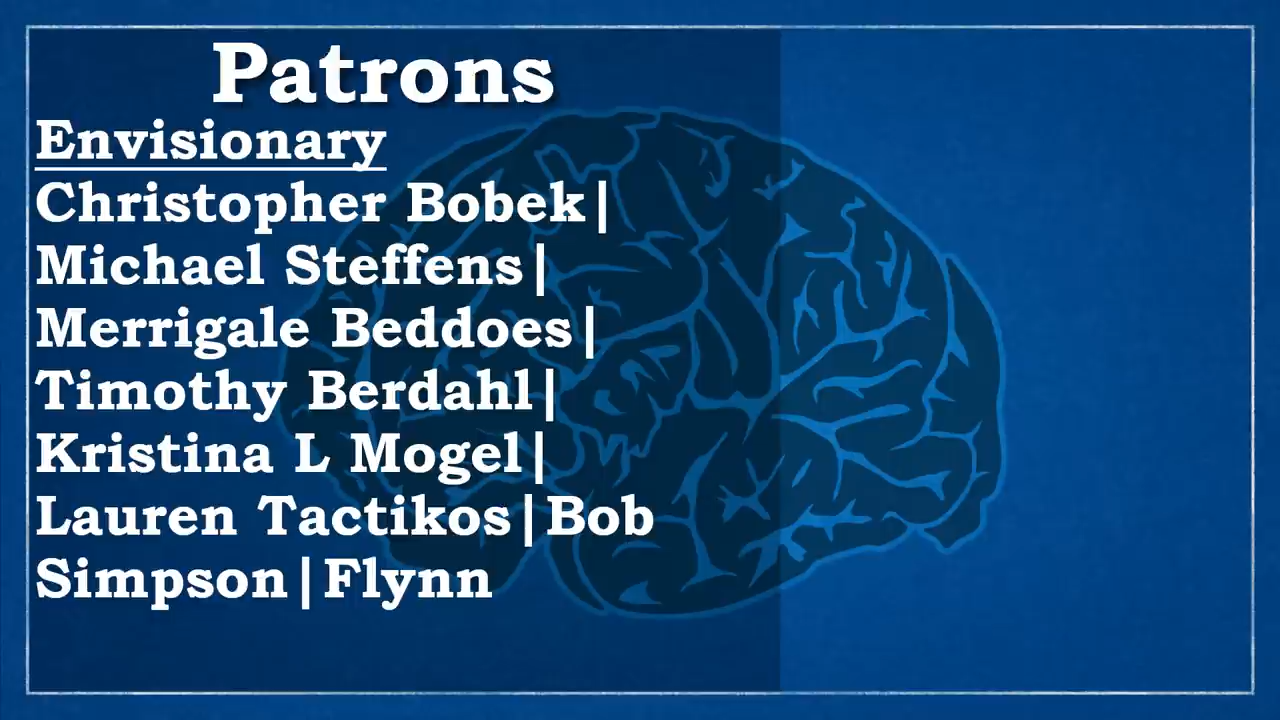 Patrons
Envisionary
Christopher Bobek|
Michael Steffens|
Merrigale Beddoes|
Timothy Berdahl|
Kristina L Mogel|
Lauren Tactikos|Bob
Simpson|Flynn